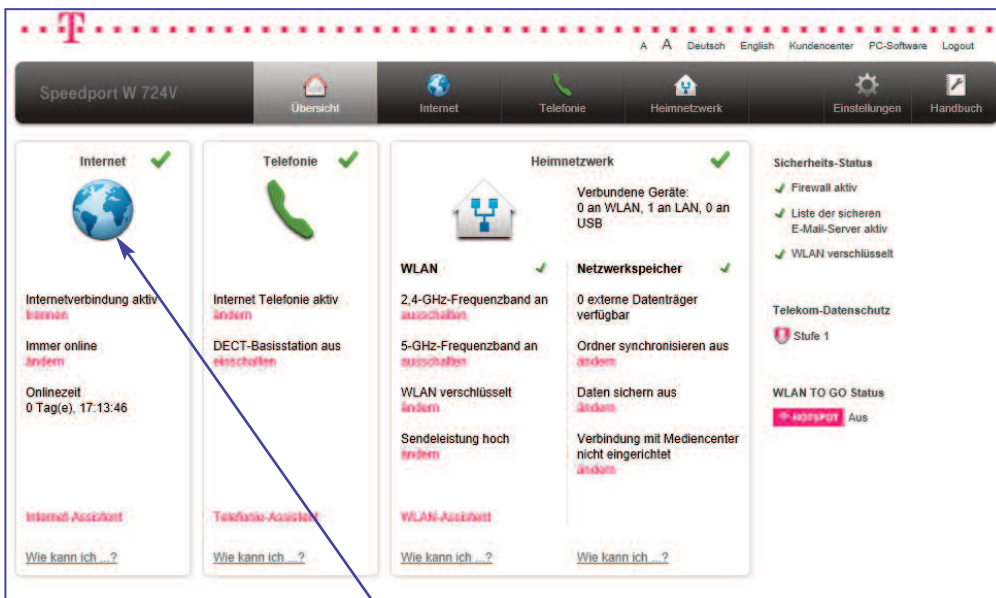 T
A A Deutsch English Kundencenter PC-Software Logout
Speedport W 724V
Übersicht
Internet
Telefonie
Heimnetzwerk
Einstellungen
Handbuch
Internet
Internetverbindung aktiv
trennen
Immer online
ändern
Onlinezeit
0 Tag(e), 17:13:46
Internet-Assistent
Wie kann ich ...?
Telefonie
Internet Telefonie aktiv
ändern
DECT-Basisstation aus
einschalten
Telefonie-Assistent
Wie kann ich ...?
Heimnetzwerk
Verbundene Geräte:
0 an WLAN, 1 an LAN, 0 an
USB
WLAN
2,4-GHz-Frequenzband an
ausschalten
5-GHz-Frequenzband an
ausschalten
WLAN verschlüsselt
ändern
Sendeleistung hoch
ändern
WLAN-Assistent
Wie kann ich ...?
Netzwerkspeicher
0 externe Datenträger
verfügbar
Ordner synchronisieren aus
ändern
Daten sichern aus
ändern
Verbindung mit Mediencenter
nicht eingerichtet
ändern
Wie kann ich ...?
Sicherheits-Status
Firewall aktiv
Liste der sicheren
E-Mail-Server aktiv
WLAN verschlüsselt
Telekom-Datenschutz
Stufe 1
WLAN TO GO Status
HOTSPOT Aus